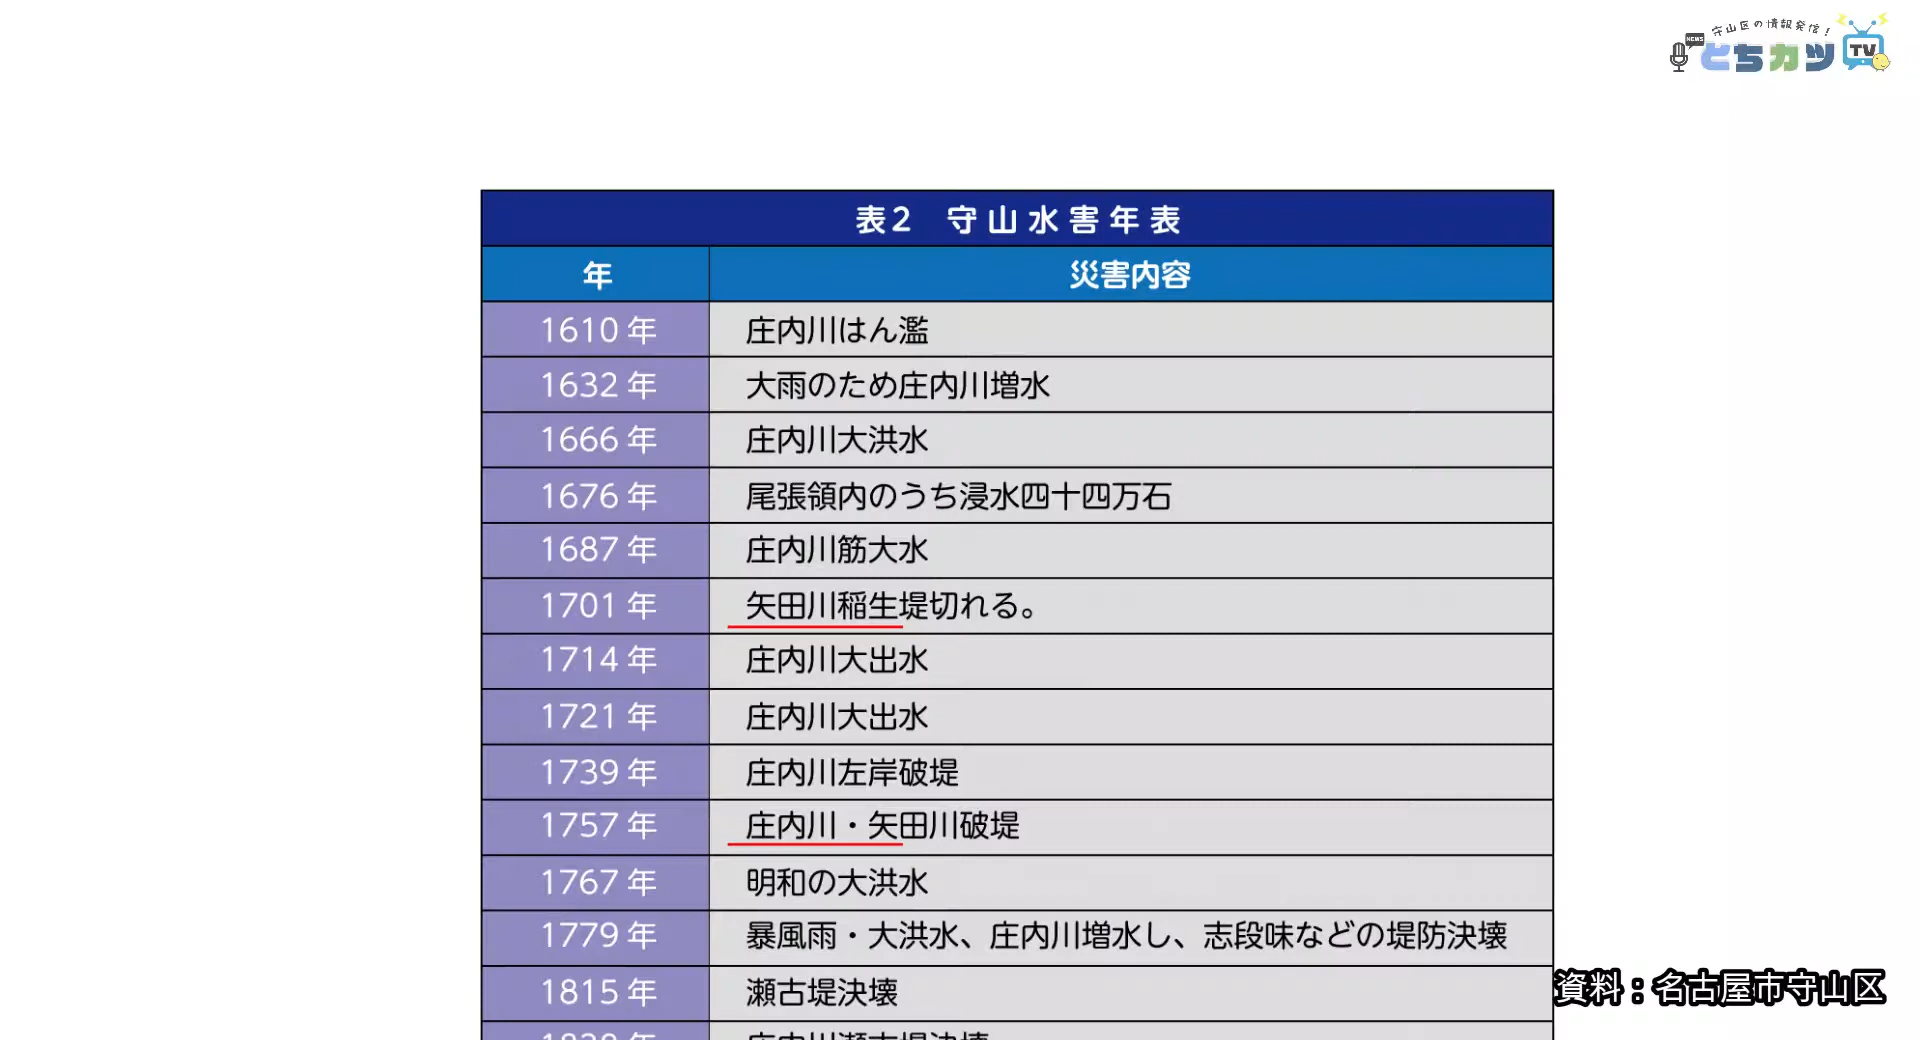 守山区の情報発信!
NEWS
とちカツ
TV
表2 守山水害年表
年 災害内容
1610年 庄内川はん濫
1632年 大雨のため庄内川増水
1666年 庄内川大洪水
1676年 尾張領内のうち浸水四十四万石
1687年 庄内川筋大水
1701年 矢田川稲生堤切れる。
1714年 庄内川大出水
1721年 庄内川大出水
1739年 庄内川左岸破堤
1757年 庄内川・矢田川破堤
1767年 明和の大洪水
1779年 暴風雨・大洪水、庄内川増水し、志段味などの堤防決壊
1815年 瀬古堤決壊
資料：名古屋市守山区